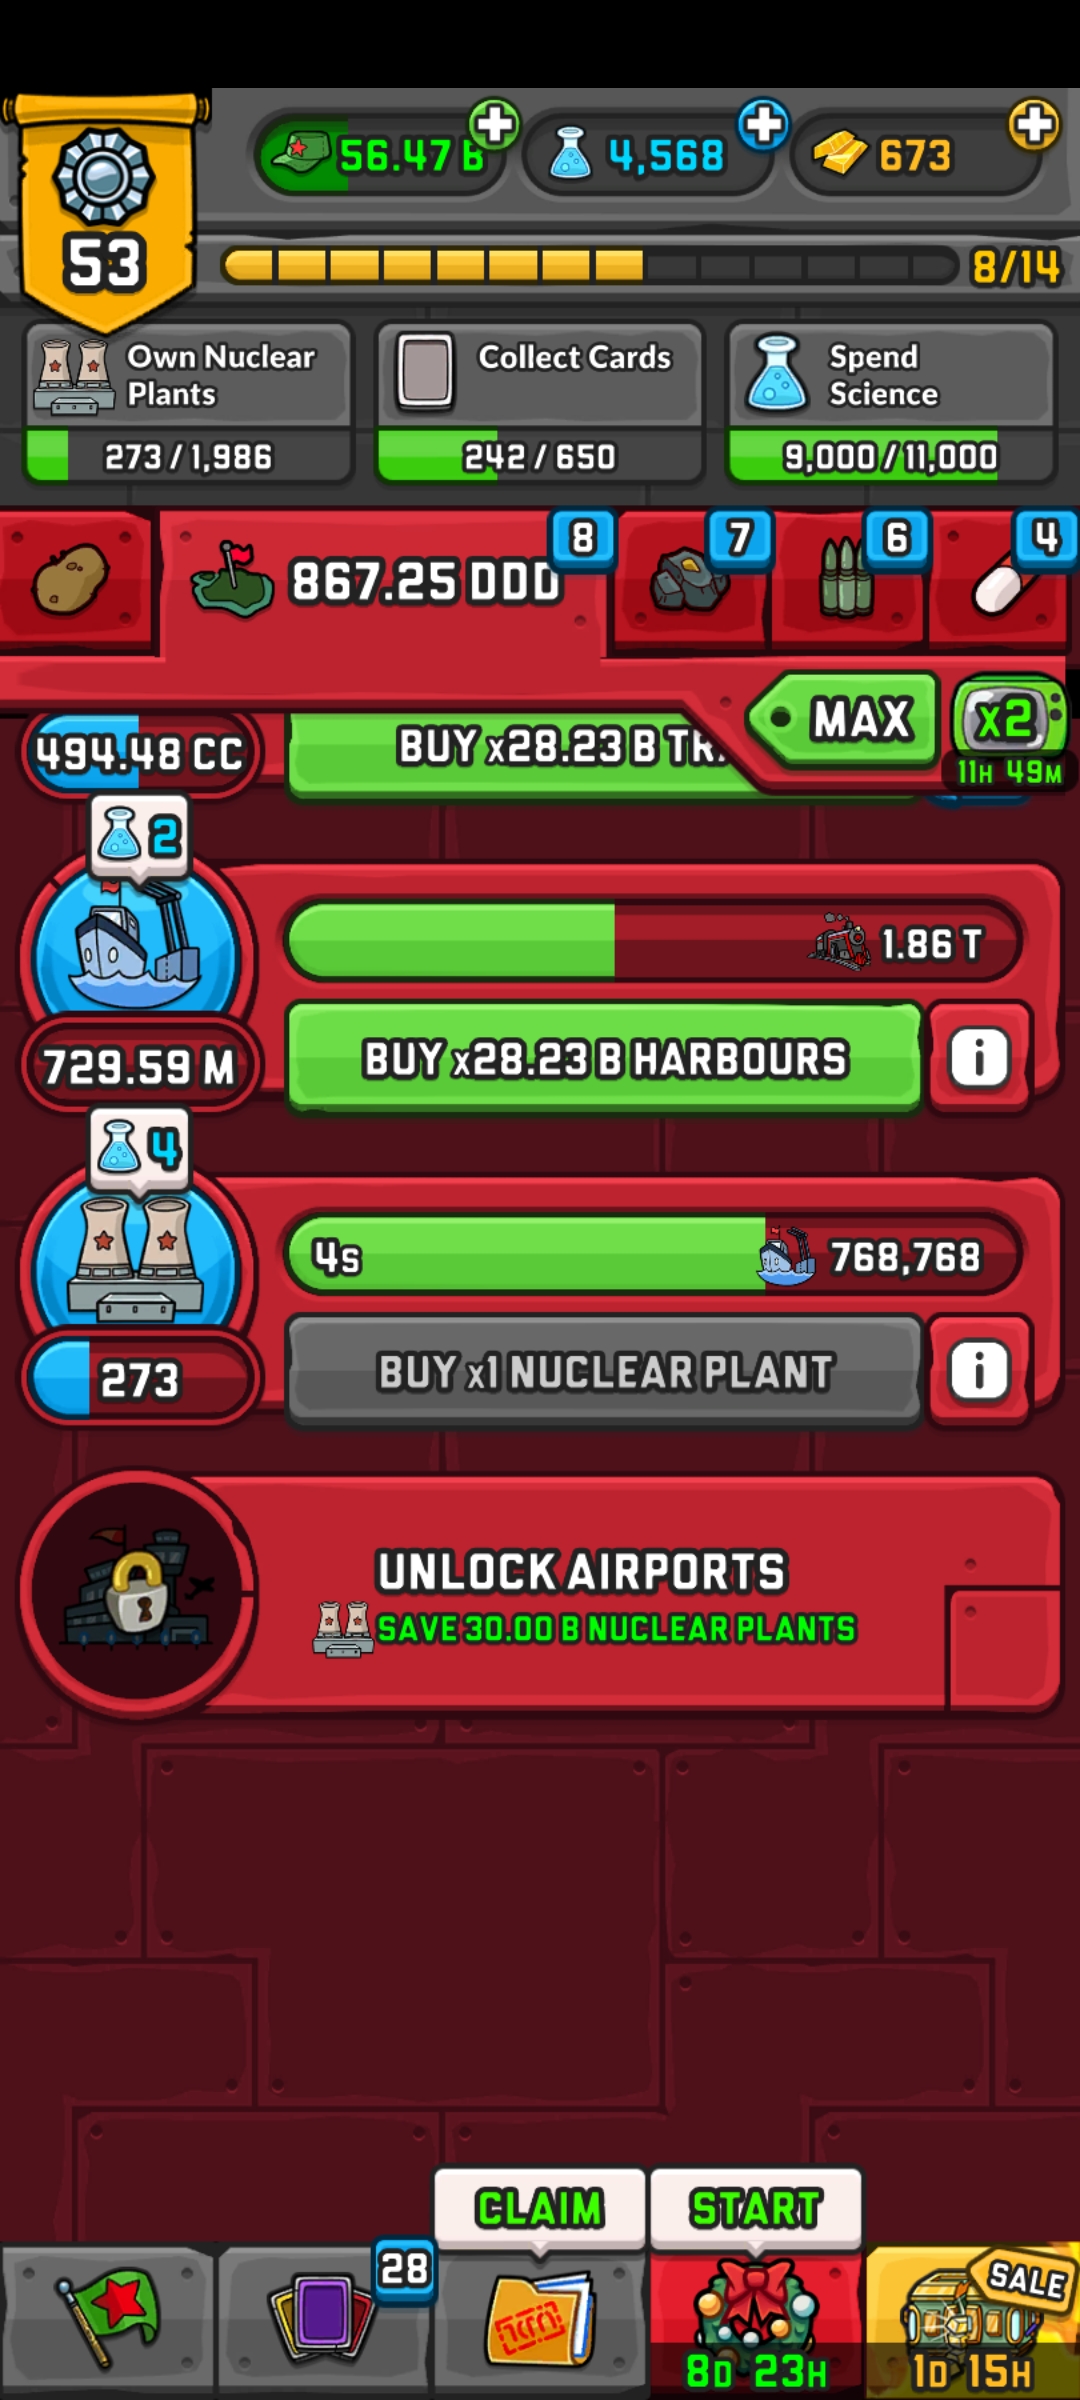 56.47 B
4,568
673
53
8/14
Own Nuclear
Plants
273 / 1,986
Collect Cards
242 / 650
Spend
Science
9,000 / 11,000
867.25 DDD
8
7
6
4
MAX
x2
11H 49M
494.48 CC
BUY x28.23 B
2
1.86 T
729.59 M
BUY x28.23 B HARBOURS
i
4
4s
768,768
273
BUY x1 NUCLEAR PLANT
i
UNLOCK AIRPORTS
SAVE 30.00 B NUCLEAR PLANTS
CLAIM
START
28
SALE
8D 23H
1D 15H